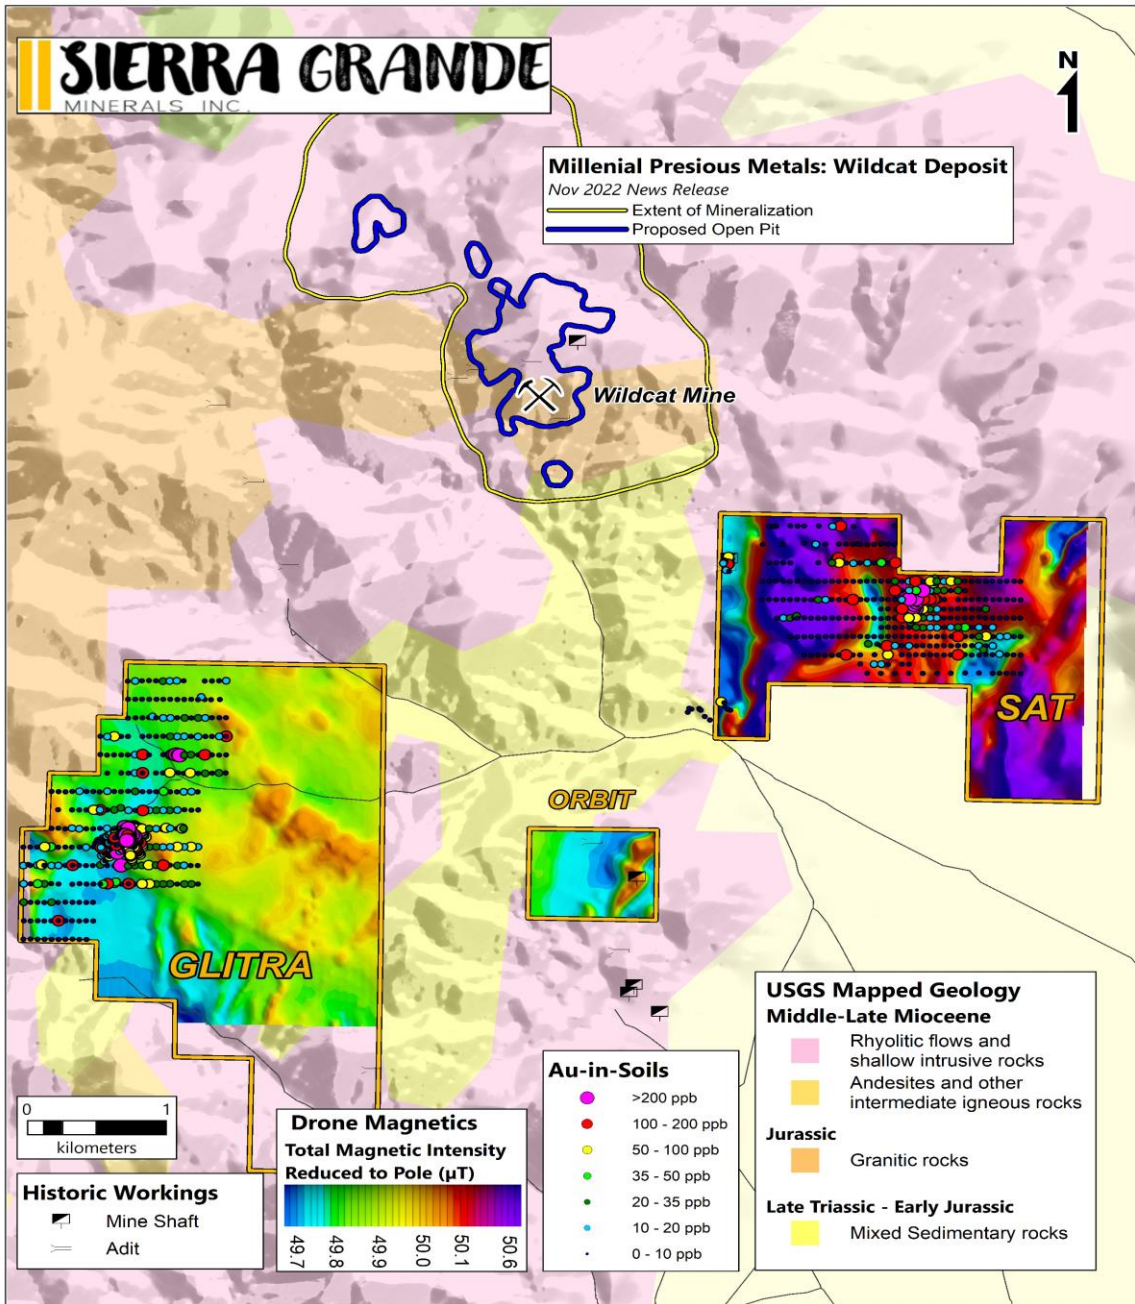 SIERRA GRANDE
MINERALS INC.
N
Millenial Presious Metals: Wildcat Deposit
Nov 2022 News Release
Extent of Mineralization
Proposed Open Pit
Wildcat Mine
SAT
ORBIT
GLITRA
0 1
kilometers
Historic Workings
Mine Shaft
Adit
Drone Magnetics
Total Magnetic Intensity
Reduced to Pole (µT)
49.7 49.8 49.9 50.0 50.1 50.6
Au-in-Soils
>200 ppb
100 - 200 ppb
50 - 100 ppb
35 - 50 ppb
20 - 35 ppb
10 - 20 ppb
0 - 10 ppb
USGS Mapped Geology
Middle-Late Mioceene
Rhyolitic flows and
shallow intrusive rocks
Andesites and other
intermediate igneous rocks
Jurassic
Granitic rocks
Late Triassic - Early Jurassic
Mixed Sedimentary rocks